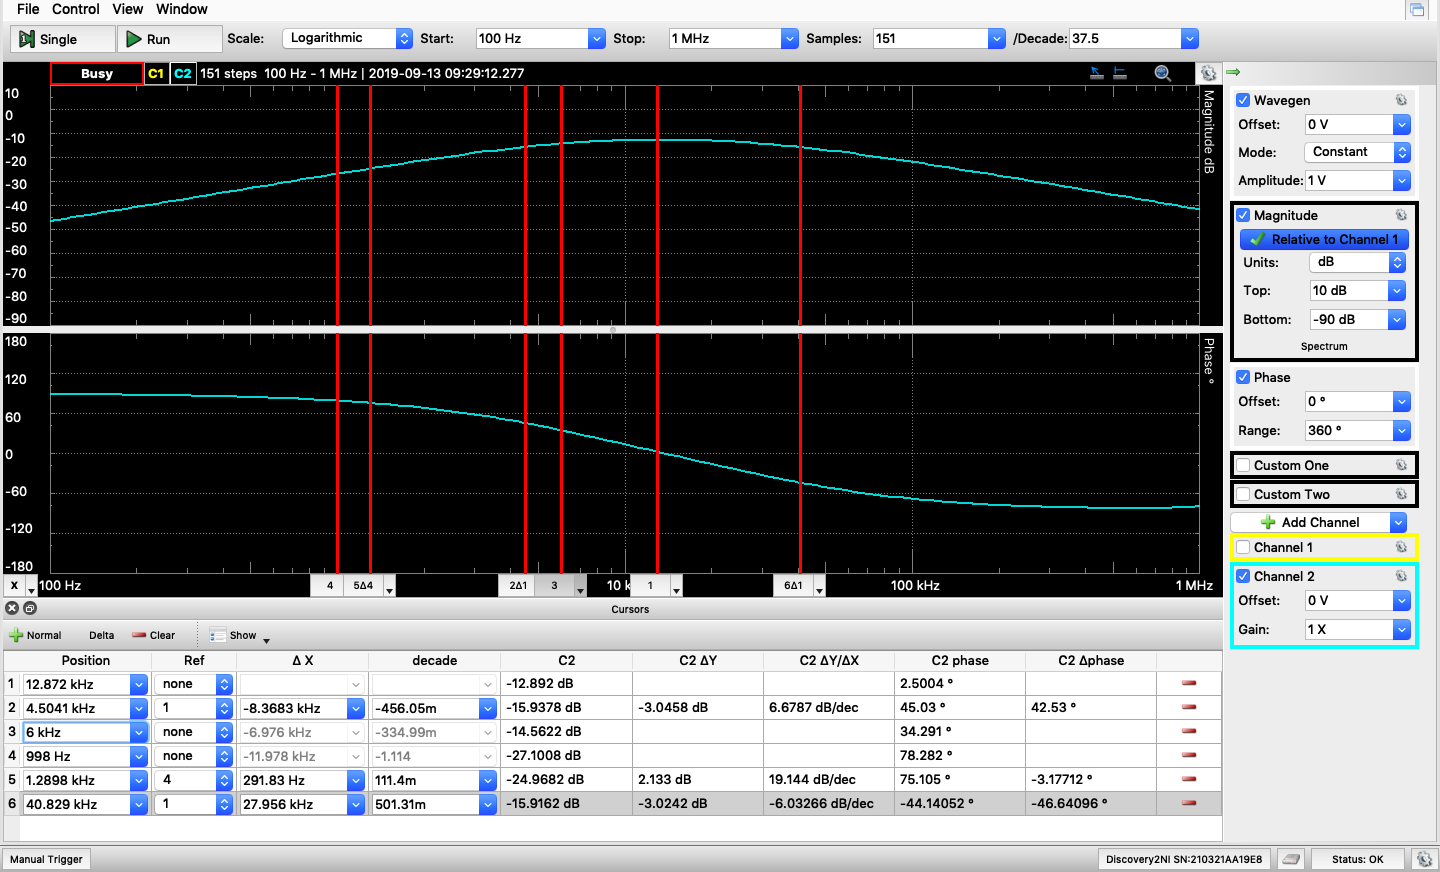 File Control View Window
Single Run Scale: Logarithmic Start: 100 Hz Stop: 1 MHz Samples: 151 /Decade: 37.5
Busy C1 C2 151 steps 100 Hz - 1 MHz | 2019-09-13 09:29:12.277
10
0
-10
-20
-30
-40
-50
-60
-70
-80
-90
Magnitude dB
180
120
60
0
-60
-120
-180
Phase °
X 100 Hz 4 5Δ4 2Δ1 3 10 k 1 6Δ1 100 kHz 1 MHz
Wavegen
Offset: 0 V
Mode: Constant
Amplitude: 1 V
Magnitude
Relative to Channel 1
Units: dB
Top: 10 dB
Bottom: -90 dB
Spectrum
Phase
Offset: 0 °
Range: 360 °
Custom One
Custom Two
Add Channel
Channel 1
Channel 2
Offset: 0 V
Gain: 1 X
Cursors
Normal Delta Clear Show
Position Ref Δ X decade C2 C2 ΔY C2 ΔY/ΔX C2 phase C2 Δphase
1 12.872 kHz none -12.892 dB 2.5004 °
2 4.5041 kHz 1 -8.3683 kHz -456.05m -15.9378 dB -3.0458 dB 6.6787 dB/dec 45.03 ° 42.53 °
3 6 kHz none -6.976 kHz -334.99m -14.5622 dB 34.291 °
4 998 Hz none -11.978 kHz -1.114 -27.1008 dB 78.282 °
5 1.2898 kHz 4 291.83 Hz 111.4m -24.9682 dB 2.133 dB 19.144 dB/dec 75.105 ° -3.17712 °
6 40.829 kHz 1 27.956 kHz 501.31m -15.9162 dB -3.0242 dB -6.03266 dB/dec -44.14052 ° -46.64096 °
Manual Trigger Discovery2NI SN:210321AA19E8 Status: OK